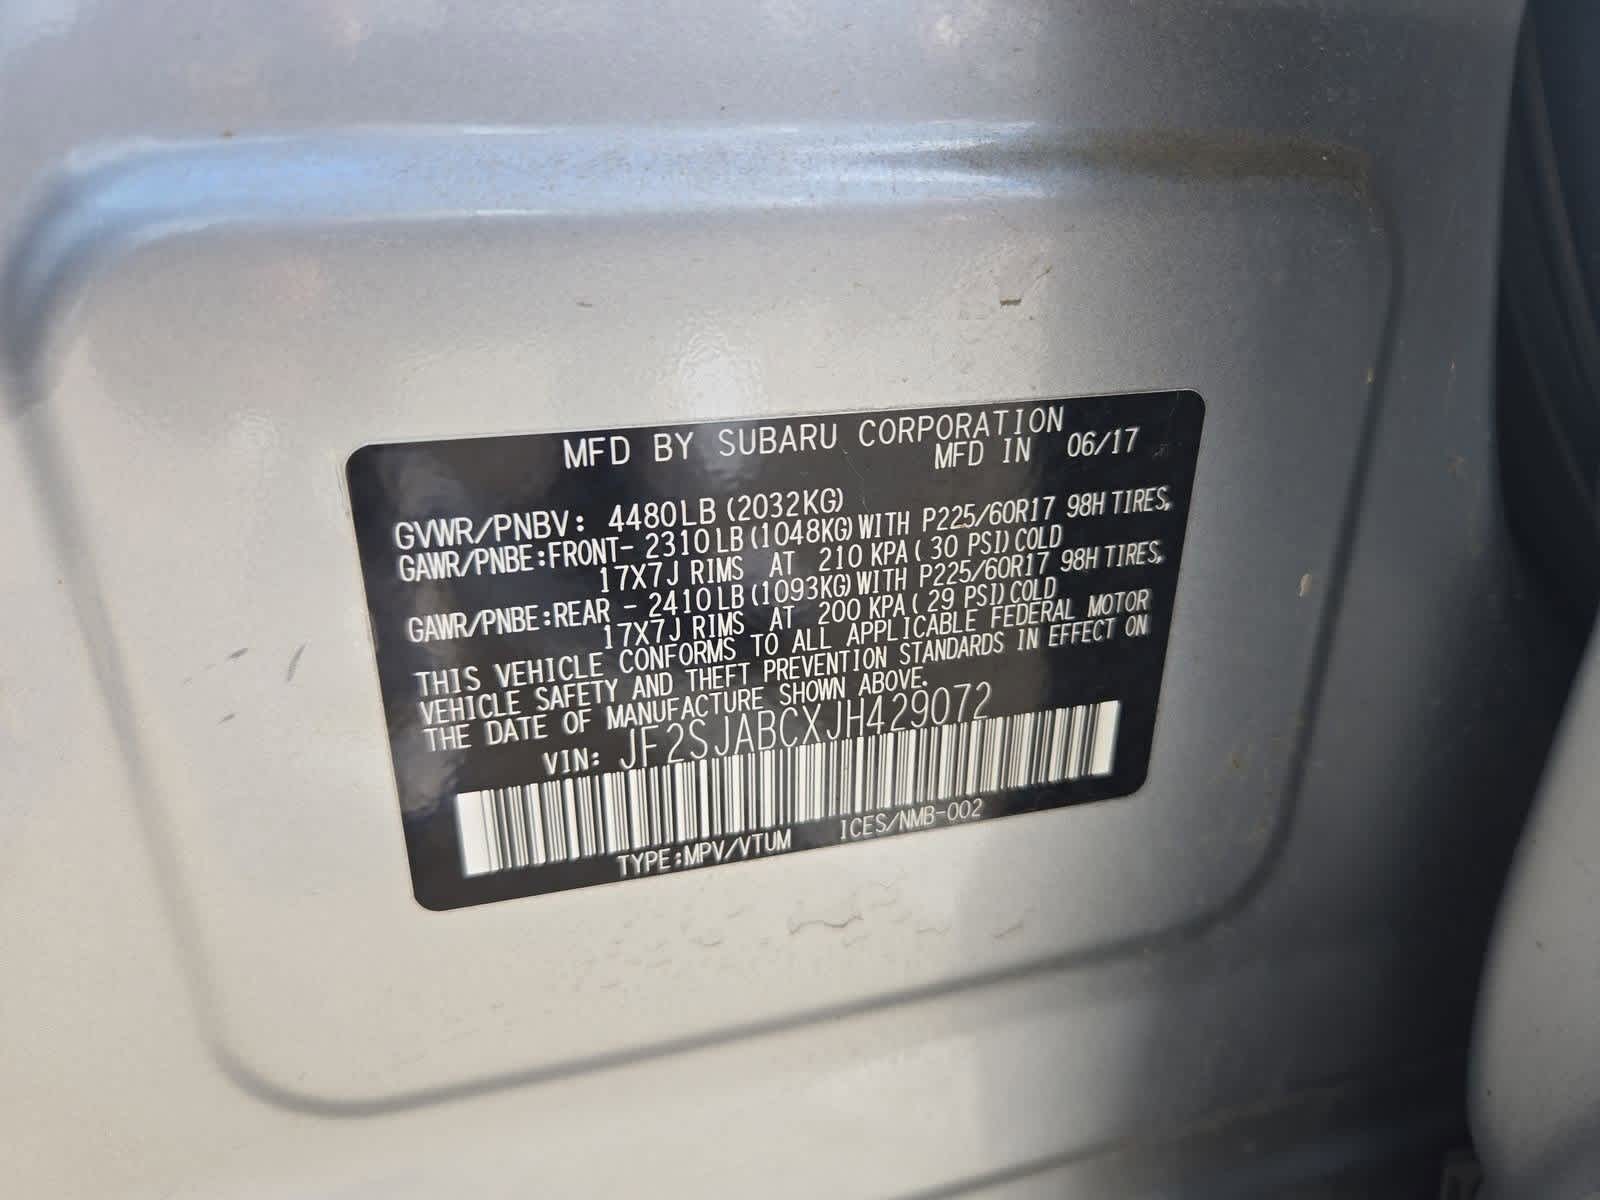 MFD BY SUBARU CORPORATION
MFD IN 06/17
GVWR/PNBV: 4480LB (2032KG)
GAWR/PNBE:FRONT- 2310LB (1048KG) WITH P225/60R17 98H TIRES,
17X7J RIMS AT 210 KPA ( 30 PSI) COLD
GAWR/PNBE:REAR - 2410LB (1093KG) WITH P225/60R17 98H TIRES,
17X7J RIMS AT 200 KPA ( 29 PSI) COLD
THIS VEHICLE CONFORMS TO ALL APPLICABLE FEDERAL MOTOR
VEHICLE SAFETY AND THEFT PREVENTION STANDARDS IN EFFECT ON
THE DATE OF MANUFACTURE SHOWN ABOVE.
VIN: JF2SJABCXJH429072
TYPE:MPV/VTUM ICES/NMB-002